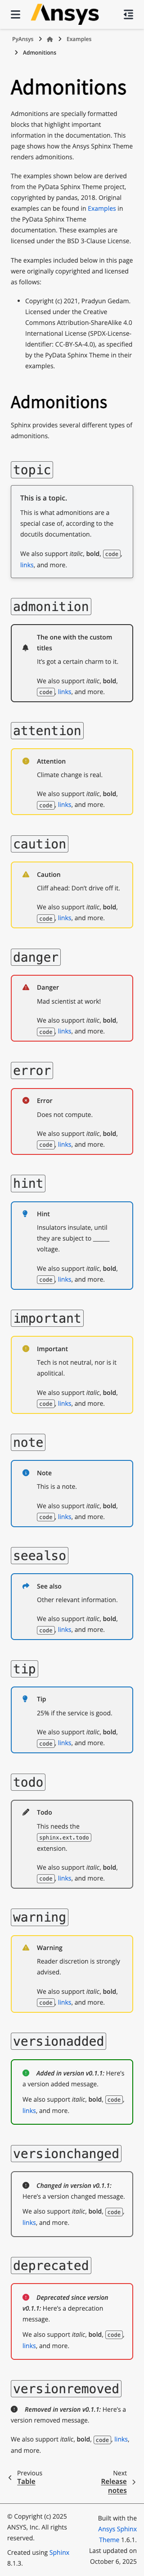 Ansys
PyAnsys > > Examples
> Admonitions
Admonitions
Admonitions are specially formatted
blocks that highlight important
information in the documentation. This
page shows how the Ansys Sphinx Theme
renders admonitions.
The examples shown below are derived
from the PyData Sphinx Theme project,
copyrighted by pandas, 2018. Original
examples can be found in Examples in
the PyData Sphinx Theme
documentation. These examples are
licensed under the BSD 3-Clause License.
All the examples included below in this page
were originally copyrighted and licensed
as follows:
• Copyright (c) 2021, Pradyun Gedam.
Licensed under the Creative
Commons Attribution-ShareAlike 4.0
International License (SPDX-License-
Identifier: CC-BY-SA-4.0), as specified
by the PyData Sphinx Theme in their
examples.
Admonitions
Sphinx provides several different types of
admonitions.
topic
This is a topic.
This is what admonitions are a
special case of, according to the
docutils documentation.
We also support italic, bold, code,
links, and more.
admonition
The one with the custom
titles
It’s got a certain charm to it.
We also support italic, bold,
code, links, and more.
attention
Attention
Climate change is real.
We also support italic, bold,
code, links, and more.
caution
Caution
Cliff ahead: Don’t drive off it.
We also support italic, bold,
code, links, and more.
danger
Danger
Mad scientist at work!
We also support italic, bold,
code, links, and more.
error
Error
Does not compute.
We also support italic, bold,
code, links, and more.
hint
Hint
Insulators insulate, until
they are subject to ______
voltage.
We also support italic, bold,
code, links, and more.
important
Important
Tech is not neutral, nor is it
apolitical.
We also support italic, bold,
code, links, and more.
note
Note
This is a note.
We also support italic, bold,
code, links, and more.
seealso
See also
Other relevant information.
We also support italic, bold,
code, links, and more.
tip
Tip
25% if the service is good.
We also support italic, bold,
code, links, and more.
todo
Todo
This needs the
sphinx.ext.todo
extension.
We also support italic, bold,
code, links, and more.
warning
Warning
Reader discretion is strongly
advised.
We also support italic, bold,
code, links, and more.
versionadded
Added in version v0.1.1: Here’s
a version added message.
We also support italic, bold, code,
links, and more.
versionchanged
Changed in version v0.1.1:
Here’s a version changed message.
We also support italic, bold, code,
links, and more.
deprecated
Deprecated since version
v0.1.1: Here’s a deprecation
message.
We also support italic, bold, code,
links, and more.
versionremoved
Removed in version v0.1.1: Here’s a
version removed message.
We also support italic, bold, code, links,
and more.
Previous
Table
Next
Release
notes
© Copyright (c) 2025
ANSYS, Inc. All rights
reserved.
Created using Sphinx
8.1.3.
Built with the
Ansys Sphinx
Theme 1.6.1.
Last updated on
October 6, 2025